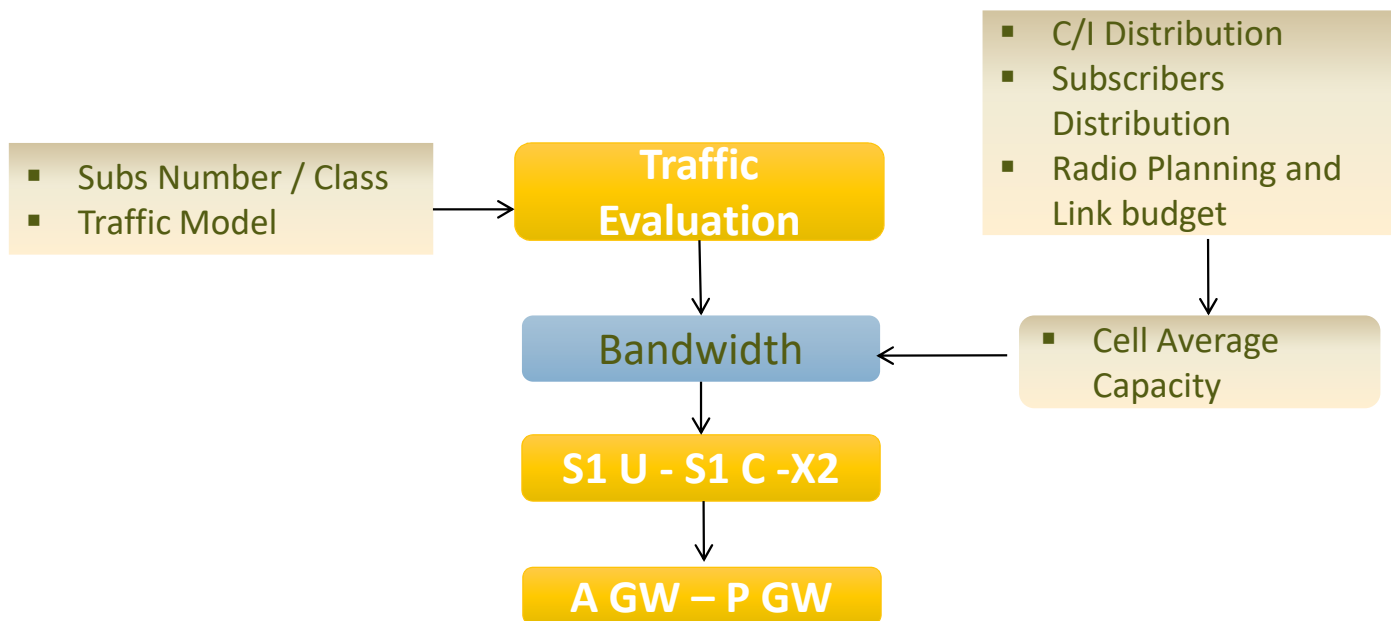 ▪ C/I Distribution
▪ Subscribers
Distribution
▪ Radio Planning and
Link budget
▪ Subs Number / Class
▪ Traffic Model
Traffic
Evaluation
Bandwidth
▪ Cell Average
Capacity
S1 U - S1 C -X2
A GW – P GW